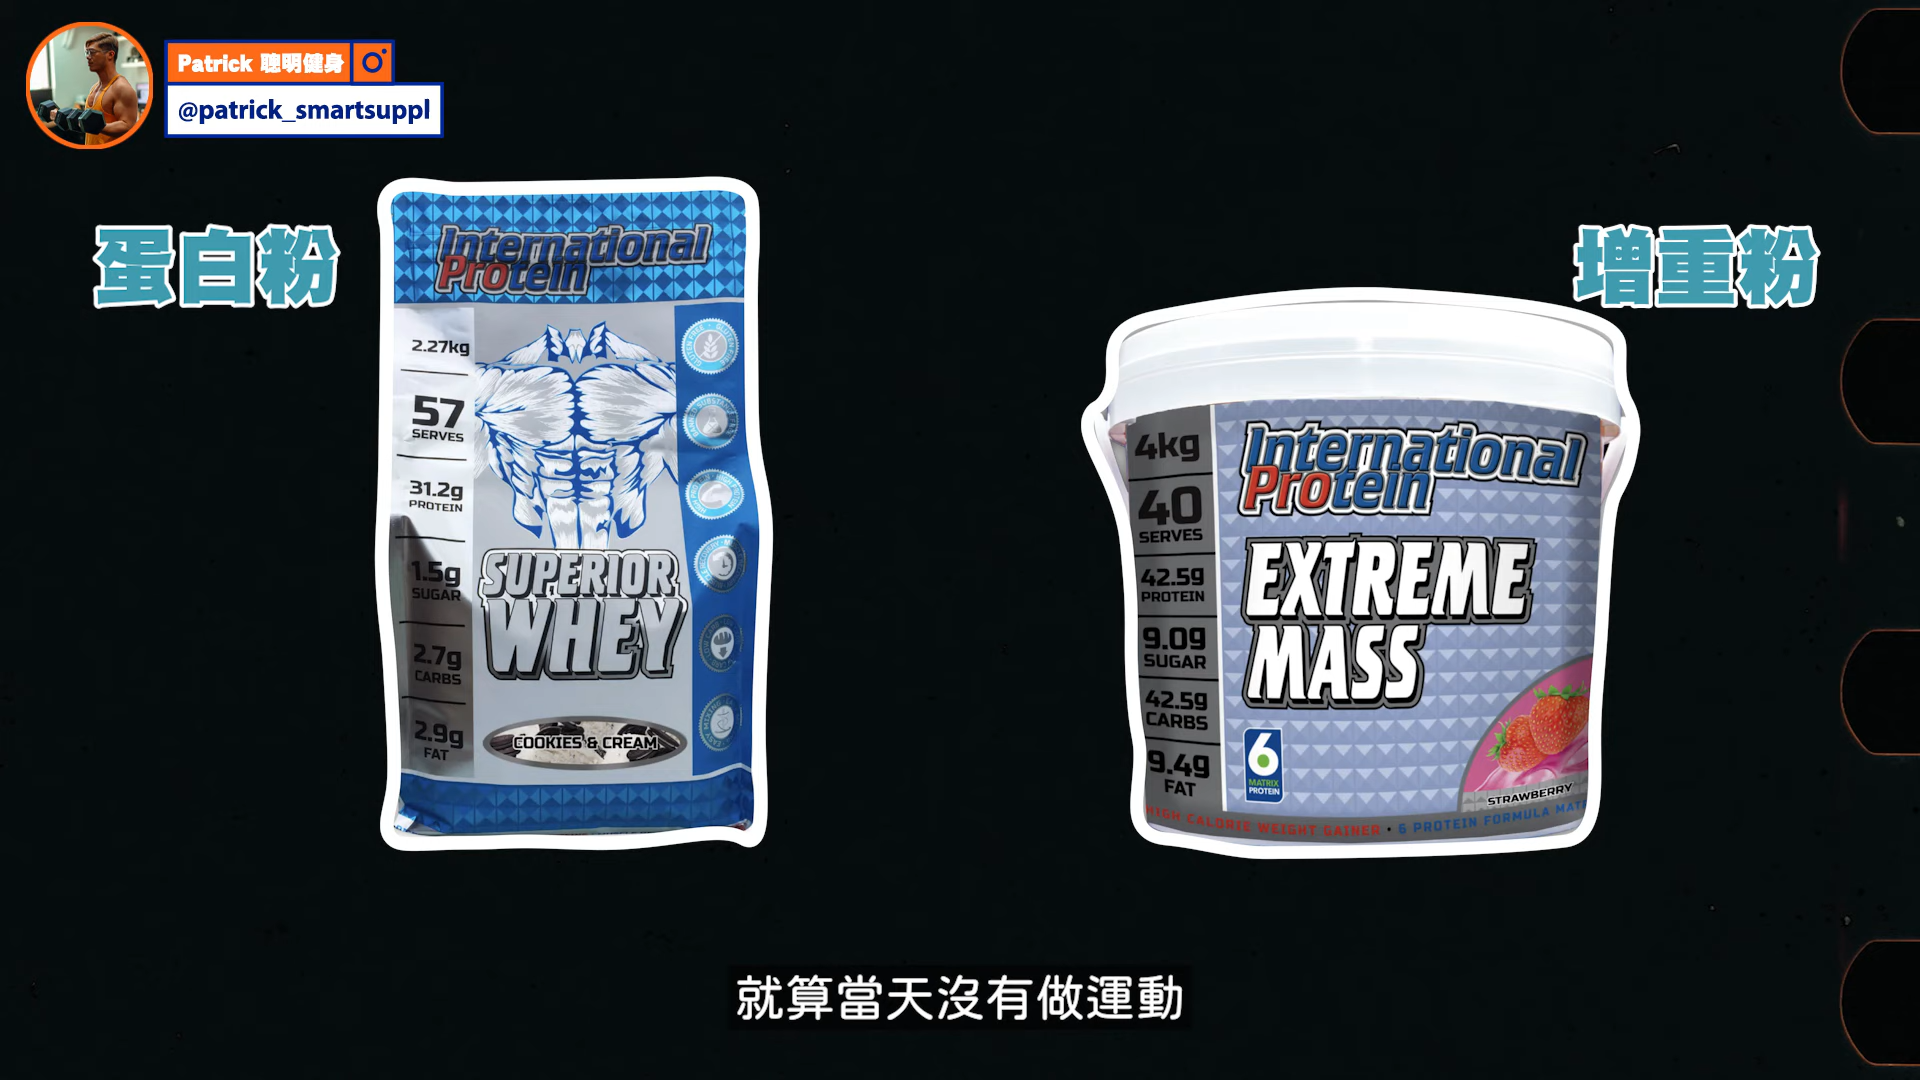 Patrick 聰明健身
@patrick_smartsuppl
蛋白粉
International
Protein
2.27kg
57
SERVES
31.2g
PROTEIN
1.5g
SUGAR
2.7g
CARBS
2.9g
FAT
SUPERIOR
WHEY
COOKIES & CREAM
增重粉
4kg
40
SERVES
42.5g
PROTEIN
9.0g
SUGAR
42.5g
CARBS
9.4g
FAT
International
Protein
EXTREME
MASS
6
MATRIX
PROTEIN
STRAWBERRY
HIGH CALORIE WEIGHT GAINER • 6 PROTEIN FORMULA
就算當天沒有做運動